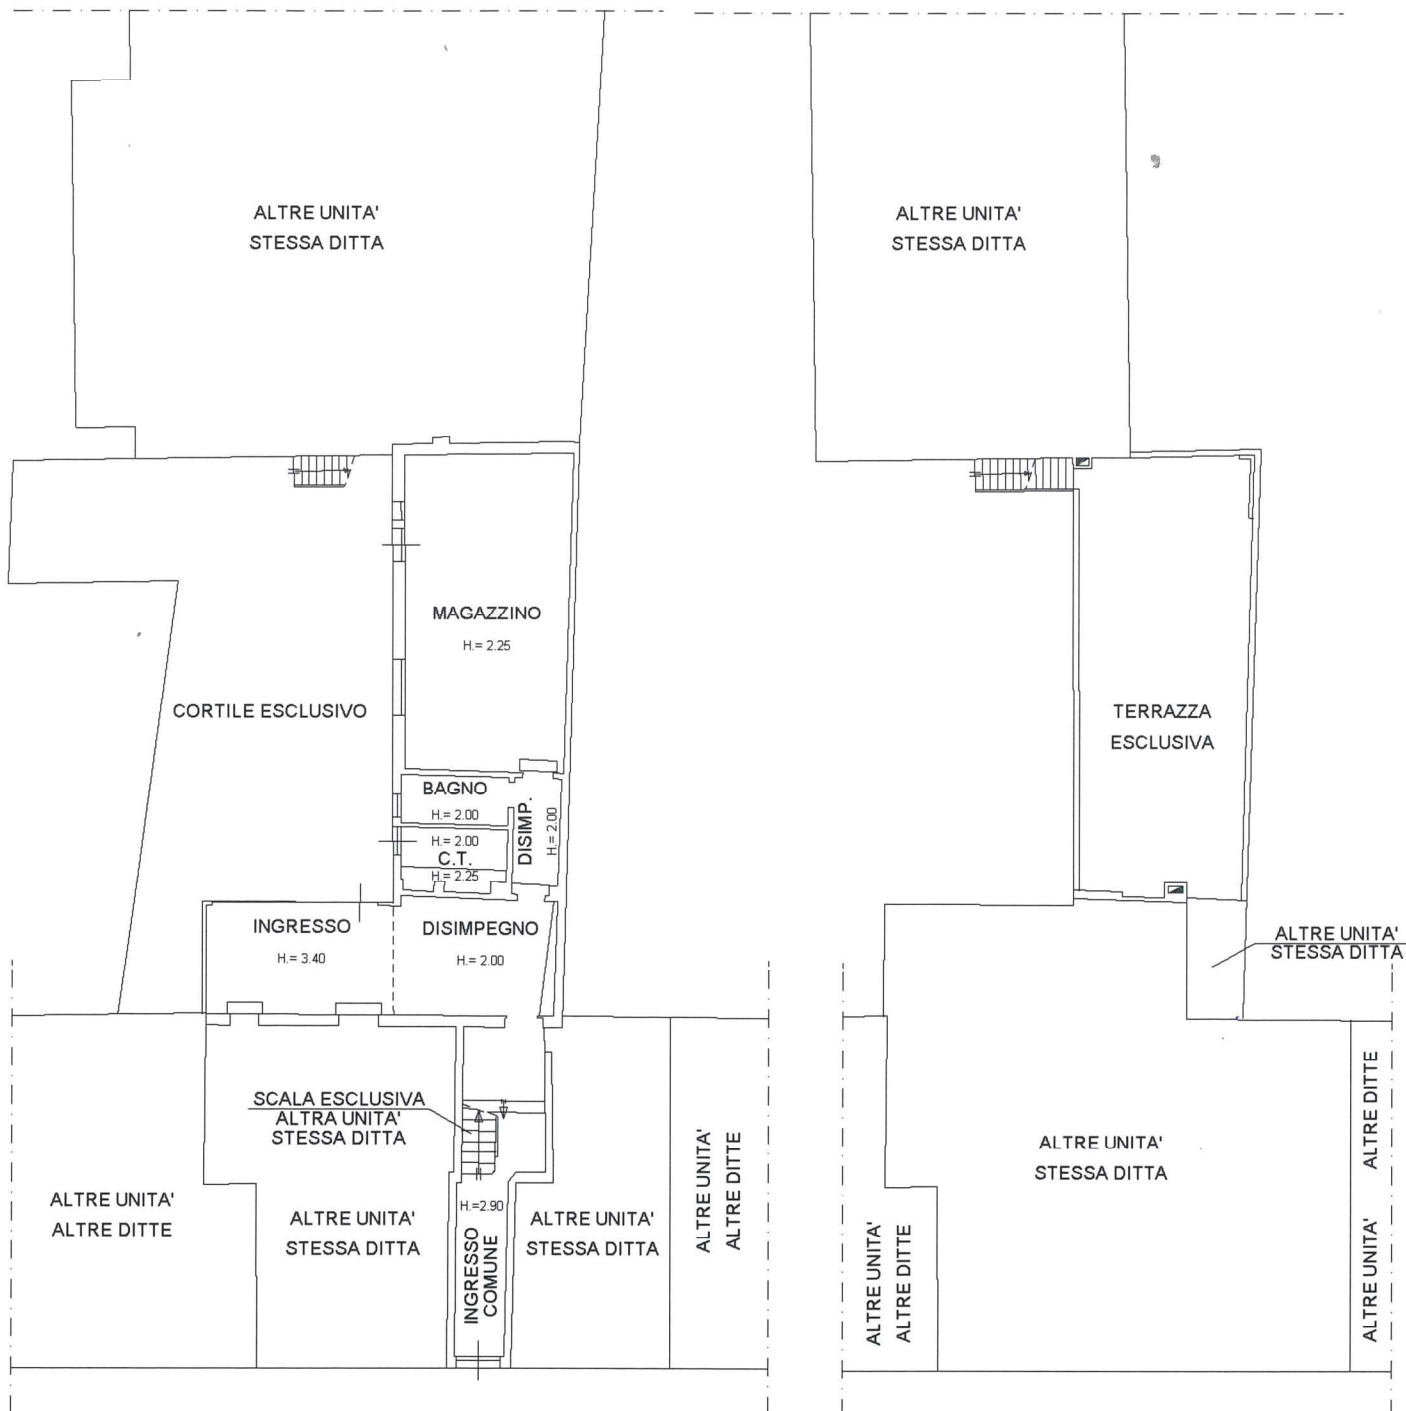 ALTRE UNITA'
STESSA DITTA
ALTRE UNITA'
STESSA DITTA
MAGAZZINO
H.= 2.25
CORTILE ESCLUSIVO
TERRAZZA
ESCLUSIVA
BAGNO
H.= 2.00
DISIMP.
H.= 2.00
H.= 2.00
C.T.
H.= 2.25
INGRESSO
H.= 3.40
DISIMPEGNO
H.= 2.00
ALTRE UNITA'
STESSA DITTA
SCALA ESCLUSIVA
ALTRA UNITA'
STESSA DITTA
ALTRE UNITA'
ALTRE DITTE
ALTRE UNITA'
STESSA DITTA
H.=2.90
INGRESSO
COMUNE
ALTRE UNITA'
STESSA DITTA
ALTRE UNITA'
ALTRE DITTE
ALTRE UNITA'
ALTRE DITTE
ALTRE UNITA'
STESSA DITTA
ALTRE DITTE
ALTRE UNITA'